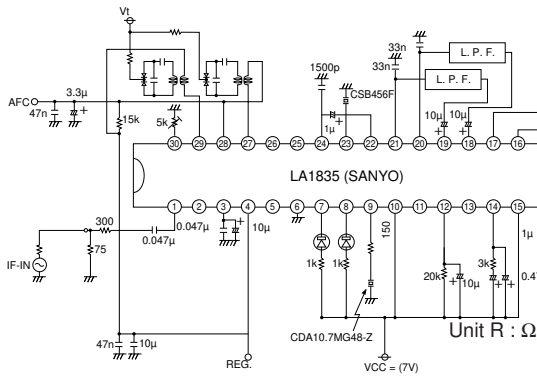 Vt
33n
1500p
33n
L. P. F.
CSB456F
L. P. F.
3.3μ
AFC
47n
15k
5k
1μ
10μ
10μ
30 29 28 27 26 25 24 23 22 21 20 19 18 17 16
LA1835 (SANYO)
1 2 3 4 5 6 7 8 9 10 11 12 13 14 15
300
0.047μ
0.047μ
10μ
150
1μ
75
IF-IN
1k
1k
20k
10μ
3k
0.47
47n
10μ
CDA10.7MG48-Z
Unit R : Ω
REG.
VCC = (7V)